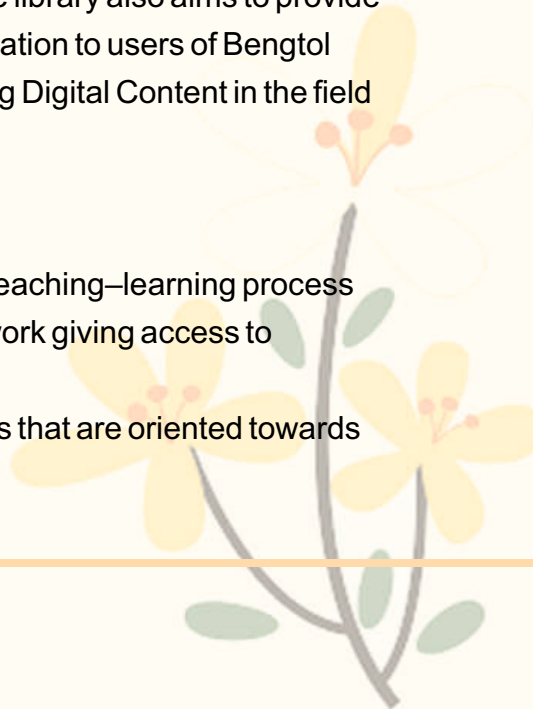 library also aims to provide
ation to users of Bengtol
g Digital Content in the field
eaching–learning process
ork giving access to
s that are oriented towards